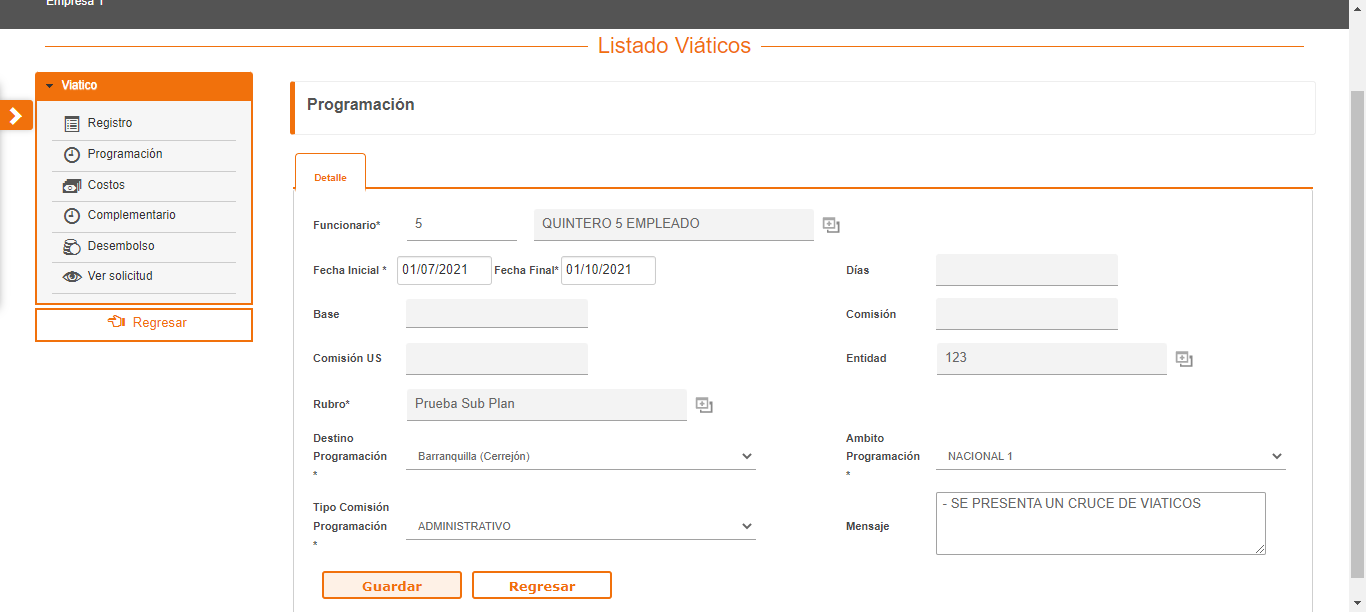 Empresa 1
Listado Viáticos
Viatico
Registro
Programación
Costos
Complementario
Desembolso
Ver solicitud
Regresar
Programación
Detalle
Funcionario* 5 QUINTERO 5 EMPLEADO
Fecha Inicial * 01/07/2021 Fecha Final* 01/10/2021 Días
Base Comisión
Comisión US Entidad 123
Rubro* Prueba Sub Plan
Destino Programación * Barranquilla (Cerrejón) Ambito Programación * NACIONAL 1
Tipo Comisión Programación * ADMINISTRATIVO Mensaje - SE PRESENTA UN CRUCE DE VIATICOS
Guardar Regresar